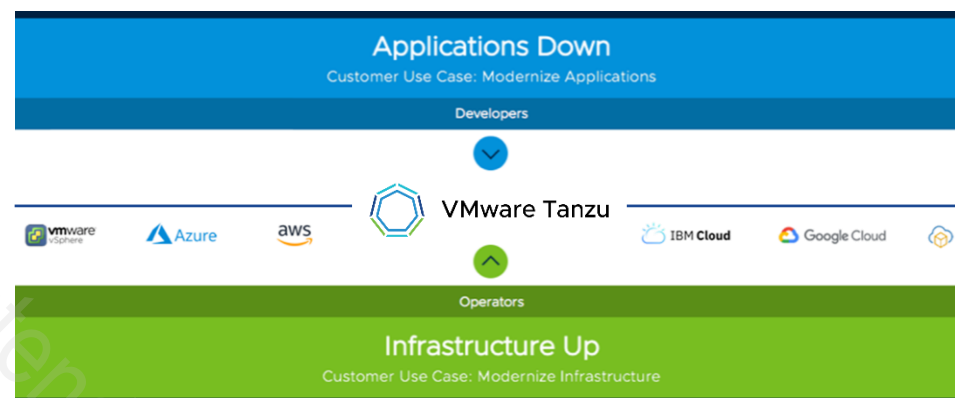 Applications Down
Customer Use Case: Modernize Applications
Developers
VMware Tanzu
vmware
vSphere
Azure
aws
IBM Cloud
Google Cloud
Operators
Infrastructure Up
Customer Use Case: Modernize Infrastructure